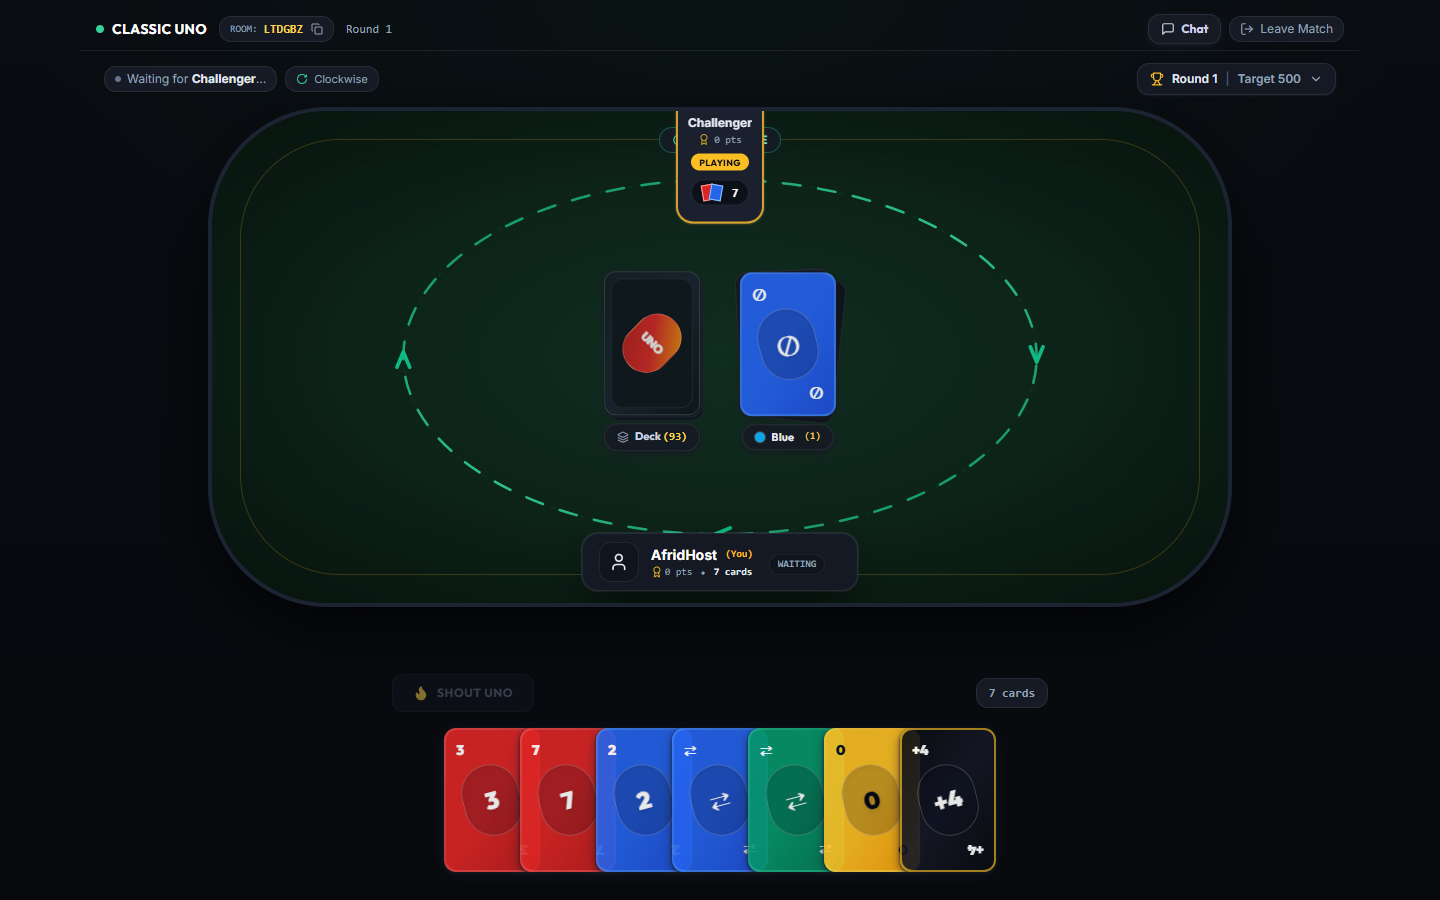 CLASSIC UNO
ROOM: LTDGBZ
Round 1
Chat
Leave Match
Waiting for Challenger...
Clockwise
Round 1 | Target 500
Challenger
0 pts
PLAYING
7
UNO
Deck (93)
Blue (1)
AfridHost (You)
0 pts • 7 cards
WAITING
SHOUT UNO
7 cards
3
3
7
7
2
2
0
0
+4
+4
+4